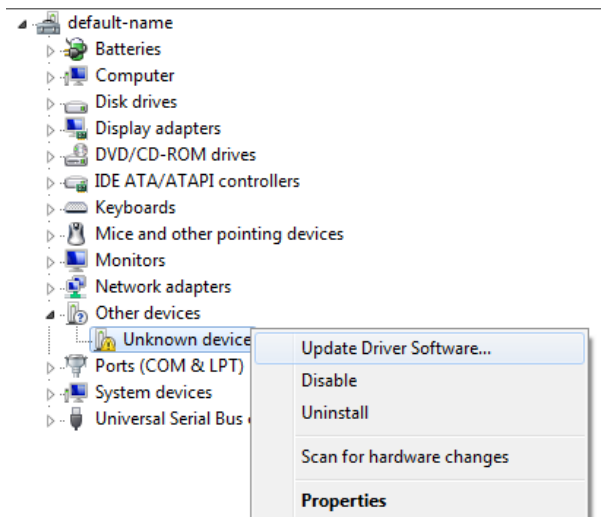 default-name
Batteries
Computer
Disk drives
Display adapters
DVD/CD-ROM drives
IDE ATA/ATAPI controllers
Keyboards
Mice and other pointing devices
Monitors
Network adapters
Other devices
Unknown device
Ports (COM & LPT)
System devices
Universal Serial Bus
Update Driver Software...
Disable
Uninstall
Scan for hardware changes
Properties